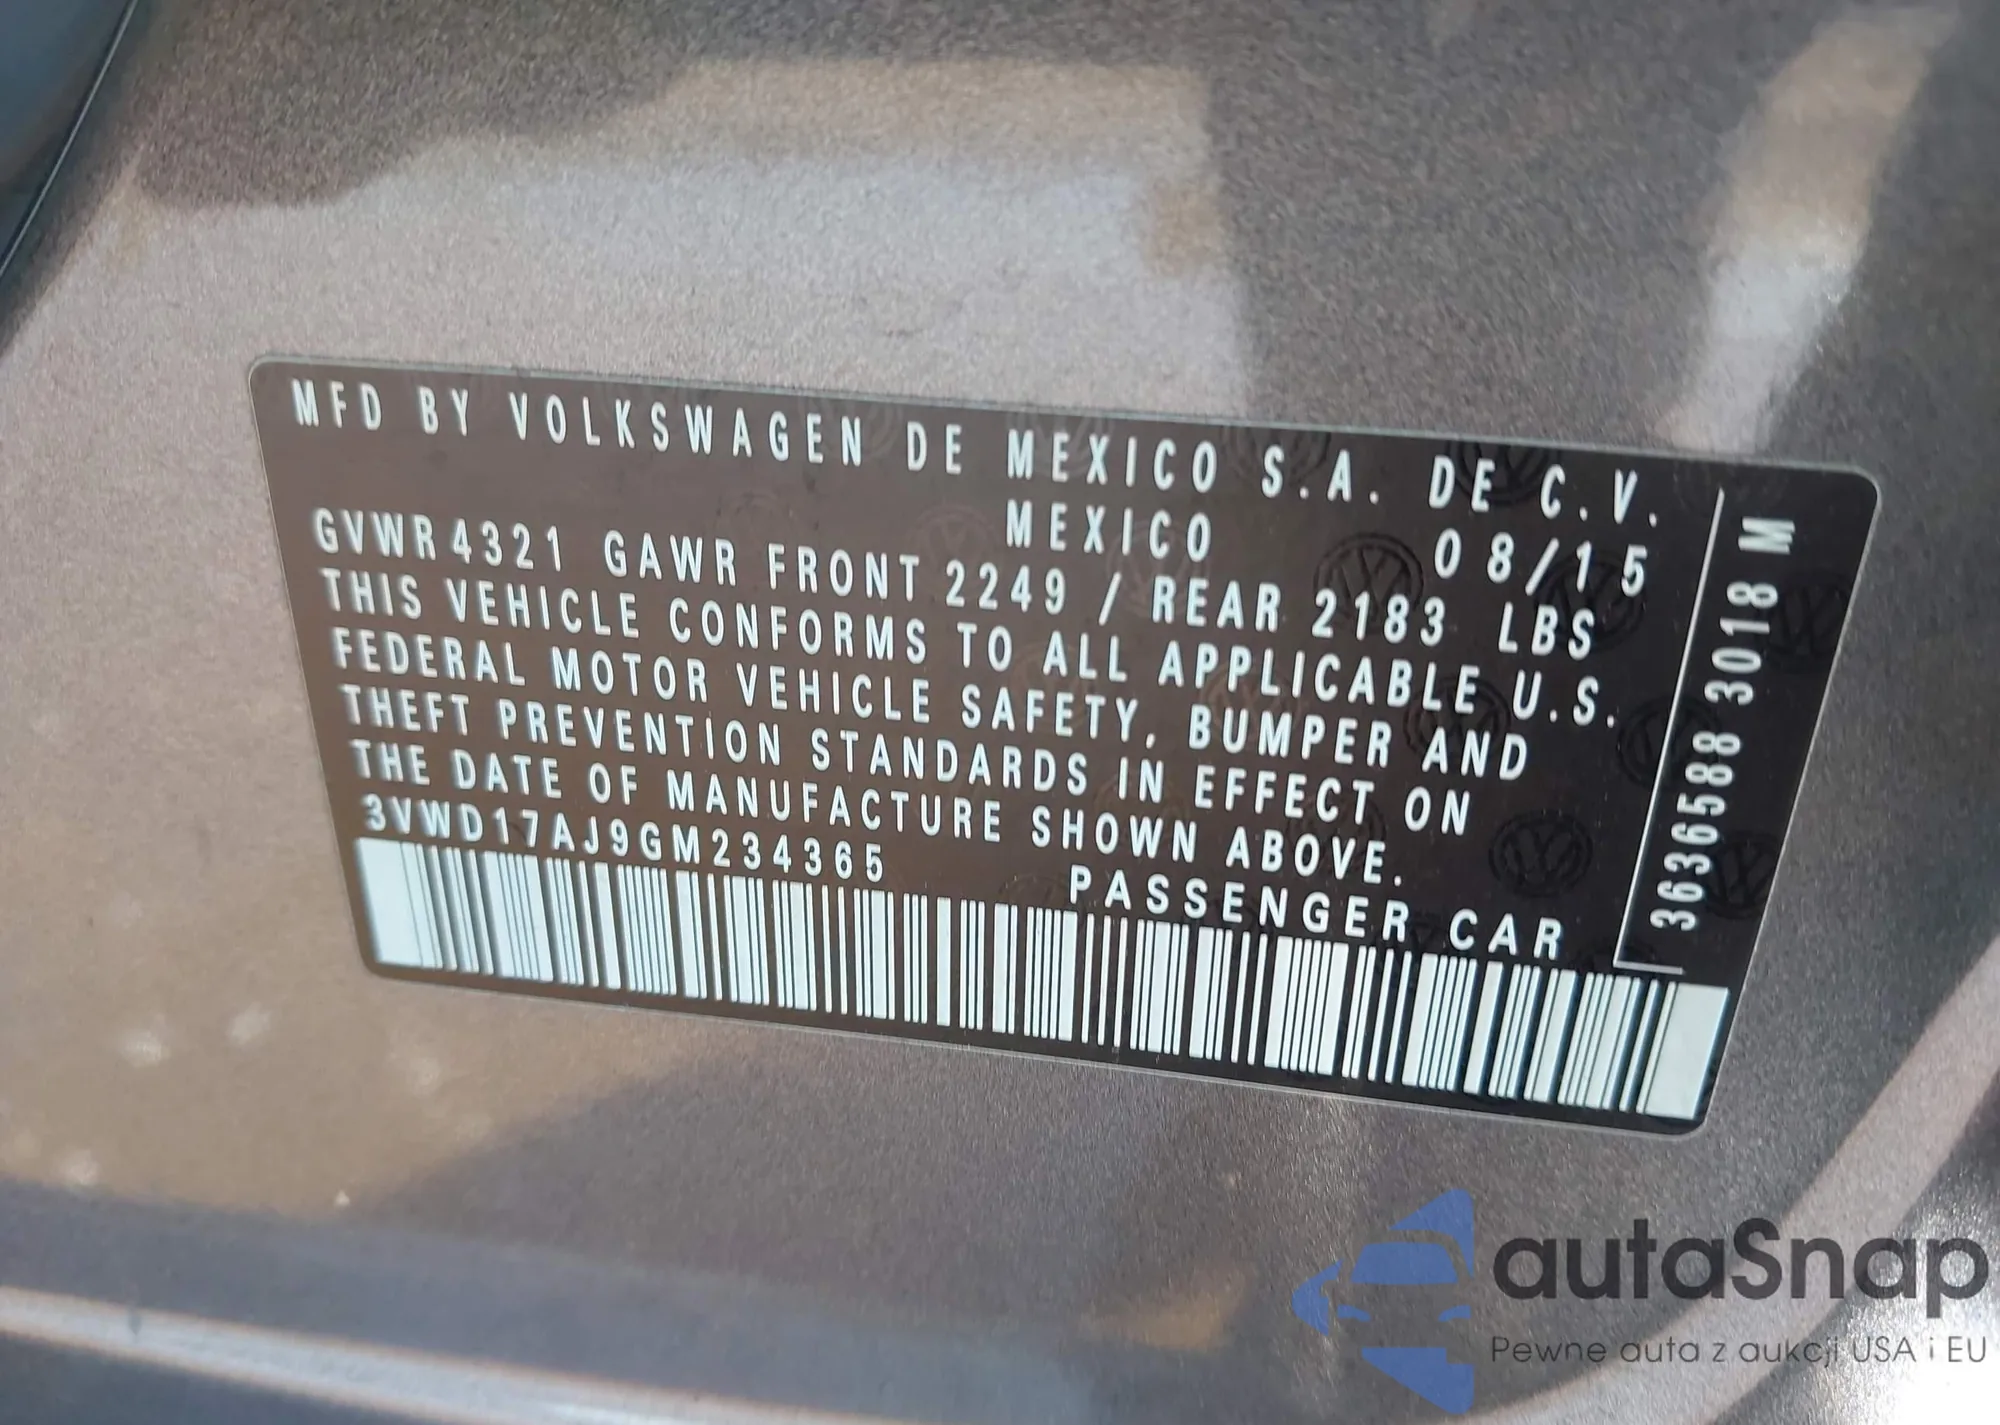 MFD BY VOLKSWAGEN DE MEXICO S.A. DE C.V.
MEXICO 08/15
GVWR 4321 GAWR FRONT 2249 / REAR 2183 LBS
THIS VEHICLE CONFORMS TO ALL APPLICABLE U.S.
FEDERAL MOTOR VEHICLE SAFETY, BUMPER AND
THEFT PREVENTION STANDARDS IN EFFECT ON
THE DATE OF MANUFACTURE SHOWN ABOVE.
3VWD17AJ9GM234365 PASSENGER CAR
3636588 3018 M
autaSnap
Pewne auta z aukcji USA i EU